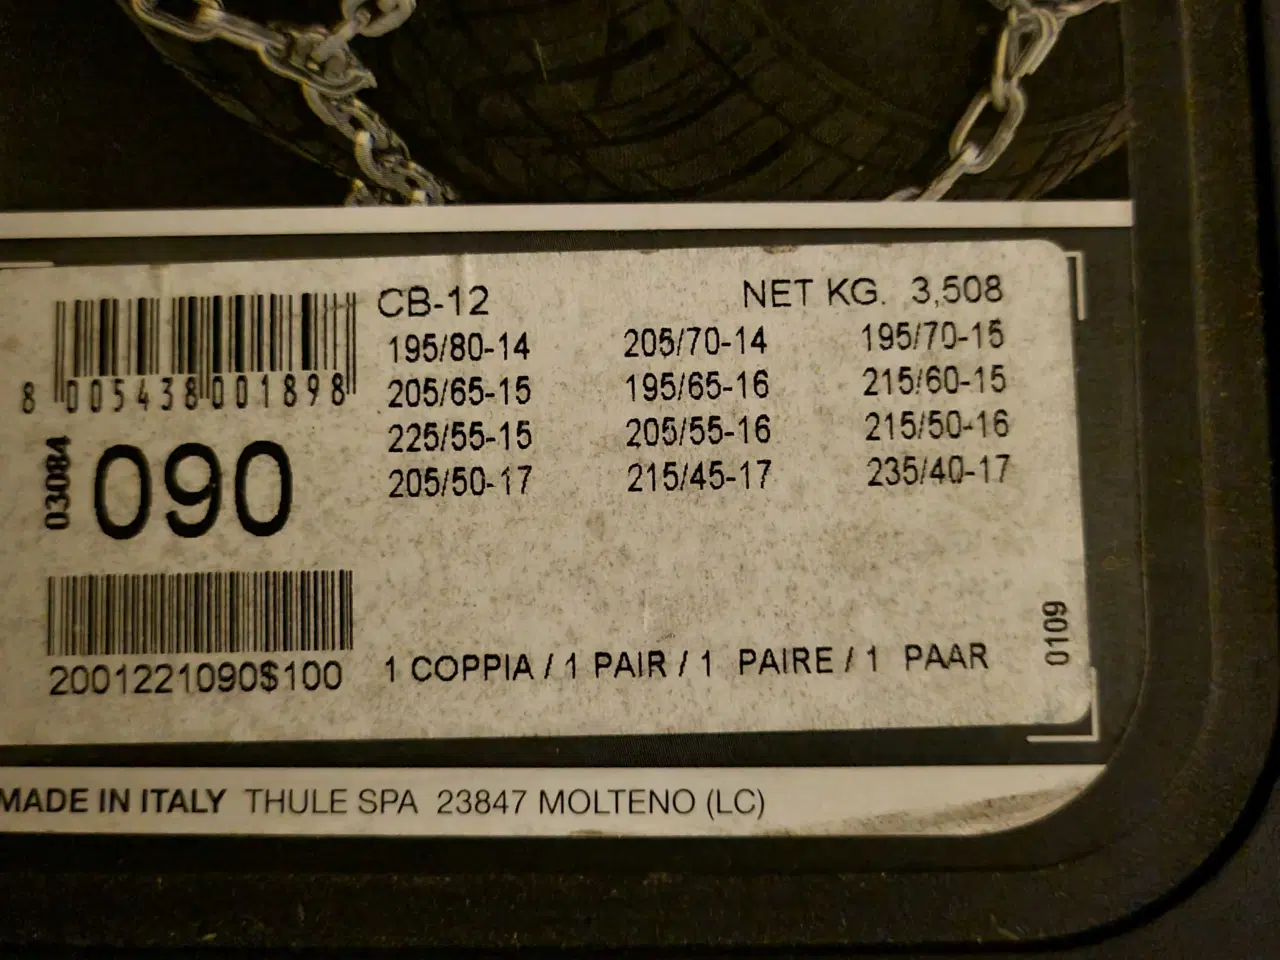 CB-12 NET KG. 3,508
195/80-14 205/70-14 195/70-15
205/65-15 195/65-16 215/60-15
225/55-15 205/55-16 215/50-16
205/50-17 215/45-17 235/40-17
8 005438 001898
03084
090
2001221090$100
1 COPPIA / 1 PAIR / 1 PAIRE / 1 PAAR
0109
MADE IN ITALY THULE SPA 23847 MOLTENO (LC)